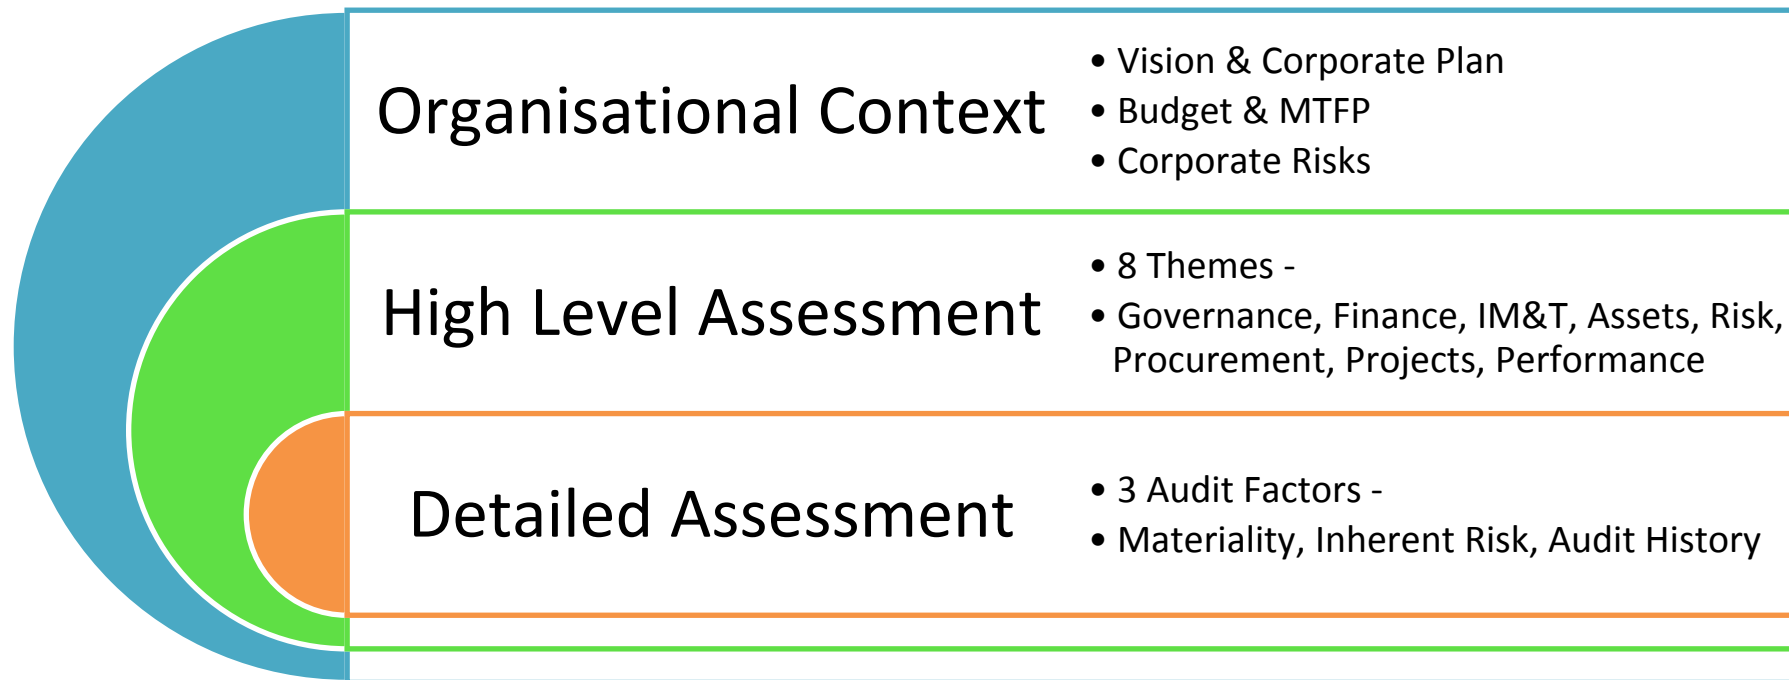 Organisational Context
• Vision & Corporate Plan
• Budget & MTFP
• Corporate Risks
High Level Assessment
• 8 Themes -
• Governance, Finance, IM&T, Assets, Risk,
Procurement, Projects, Performance
Detailed Assessment
• 3 Audit Factors -
• Materiality, Inherent Risk, Audit History